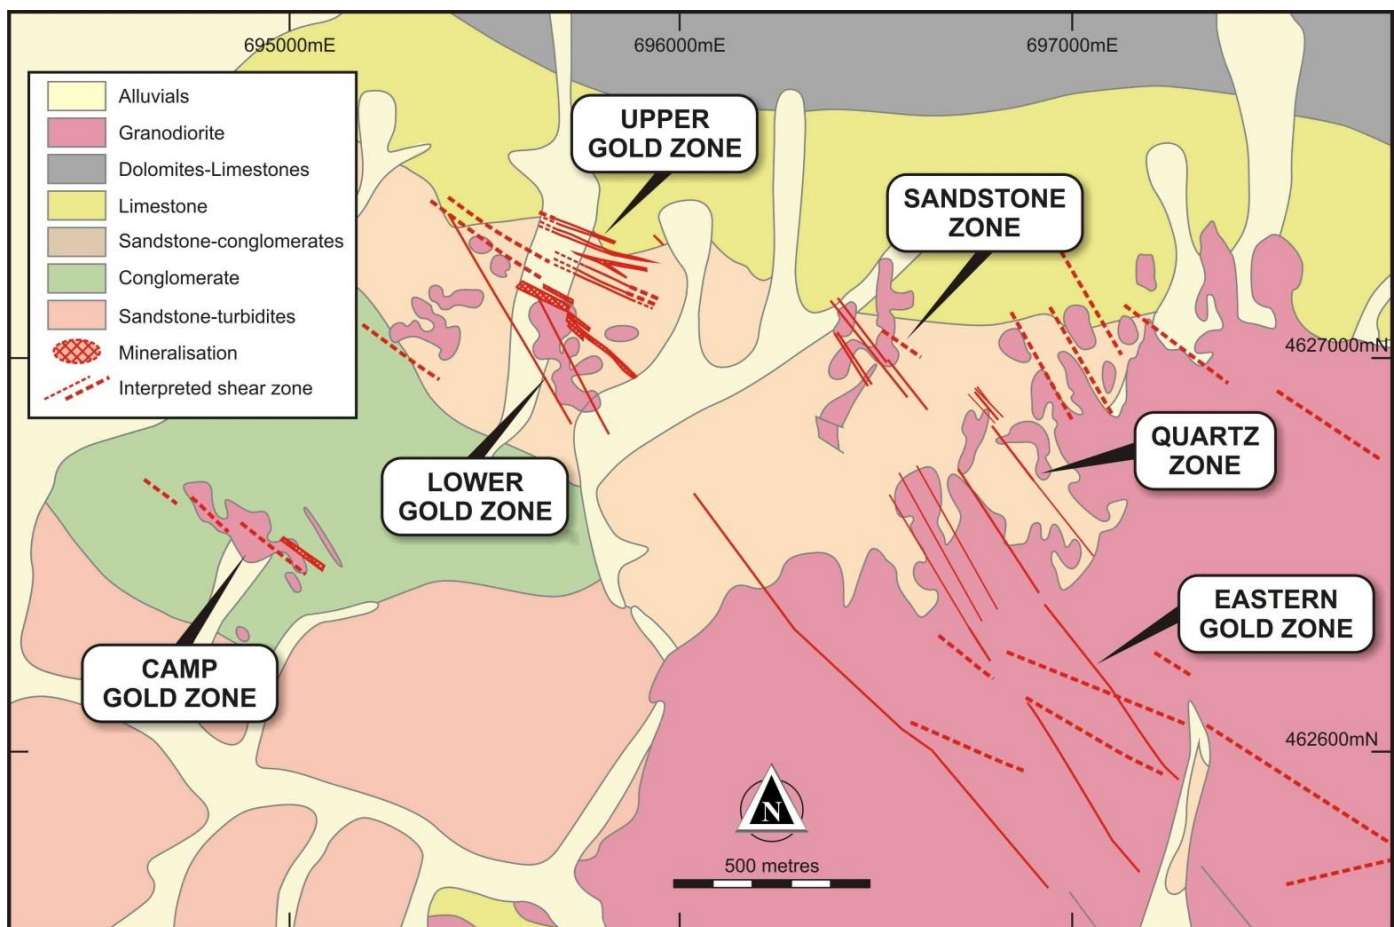 695000mE
696000mE
697000mE
Alluvials
Granodiorite
Dolomites-Limestones
Limestone
Sandstone-conglomerates
Conglomerate
Sandstone-turbidites
Mineralisation
Interpreted shear zone
UPPER
GOLD ZONE
SANDSTONE
ZONE
4627000mN
QUARTZ
ZONE
LOWER
GOLD ZONE
EASTERN
GOLD ZONE
CAMP
GOLD ZONE
462600mN
N
500 metres